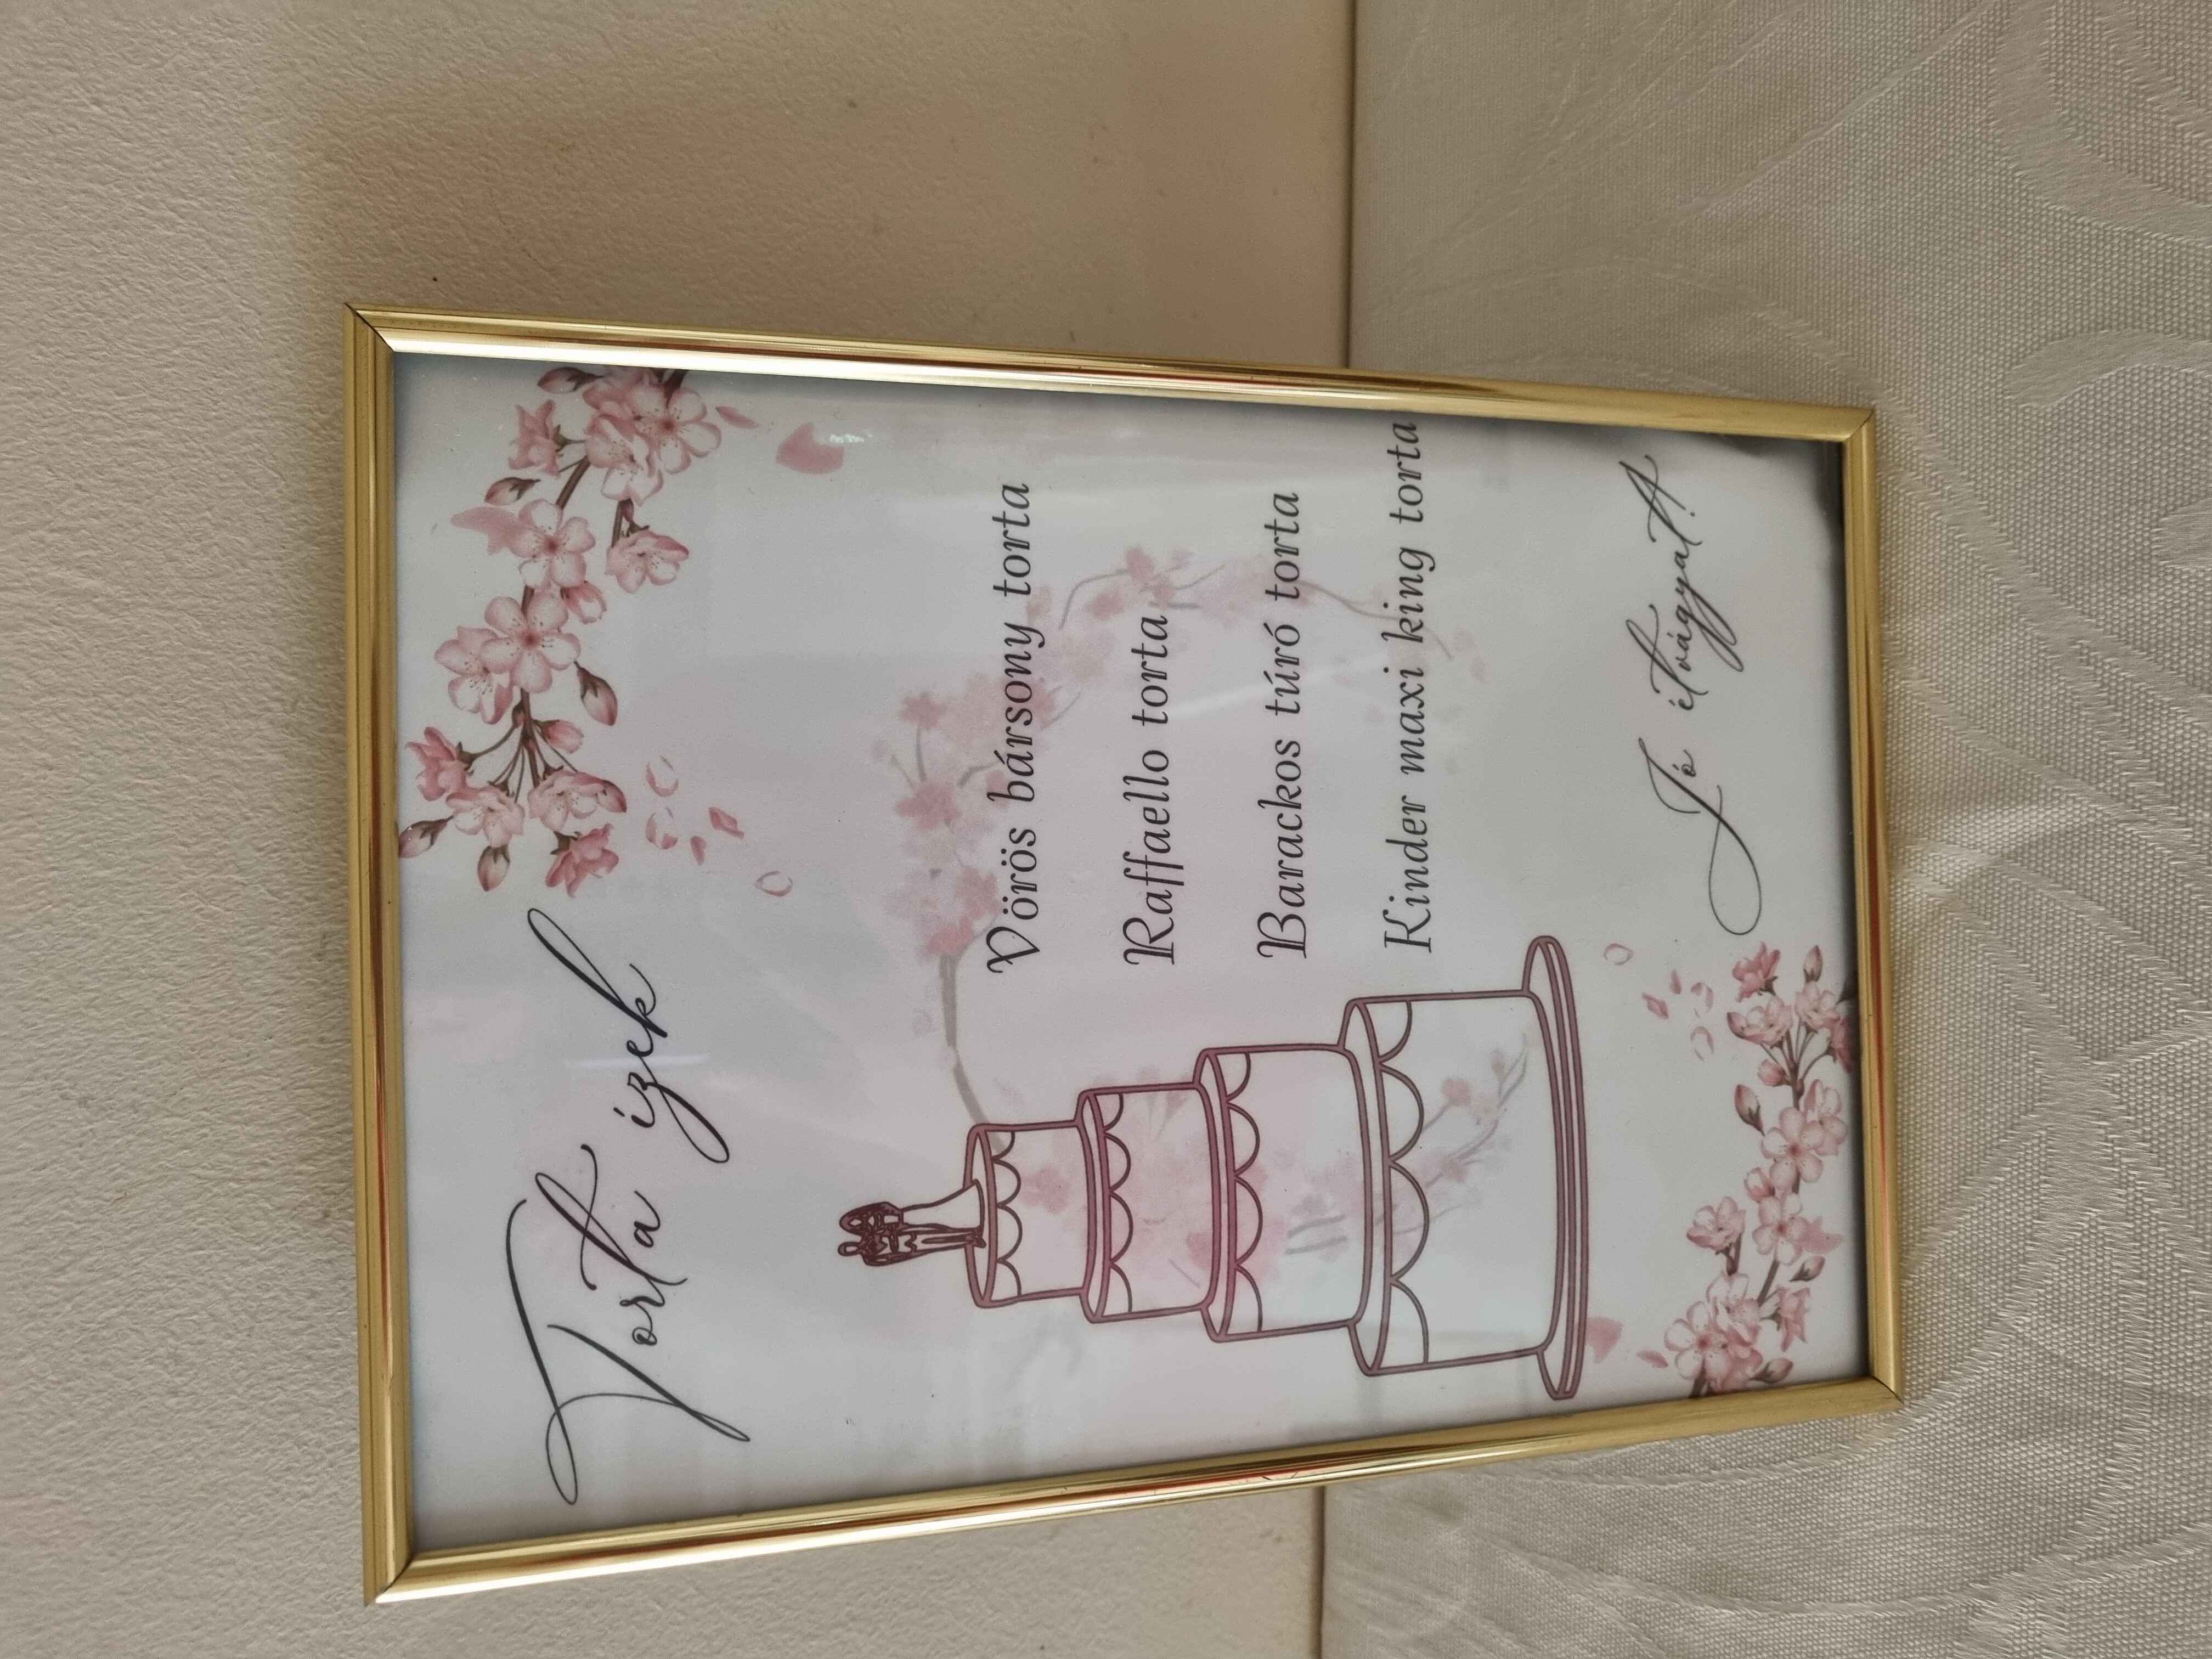 Torta ízek
Vörös bársony torta
Raffaello torta
Barackos túró torta
Kinder maxi king torta
Jó étvágyat!